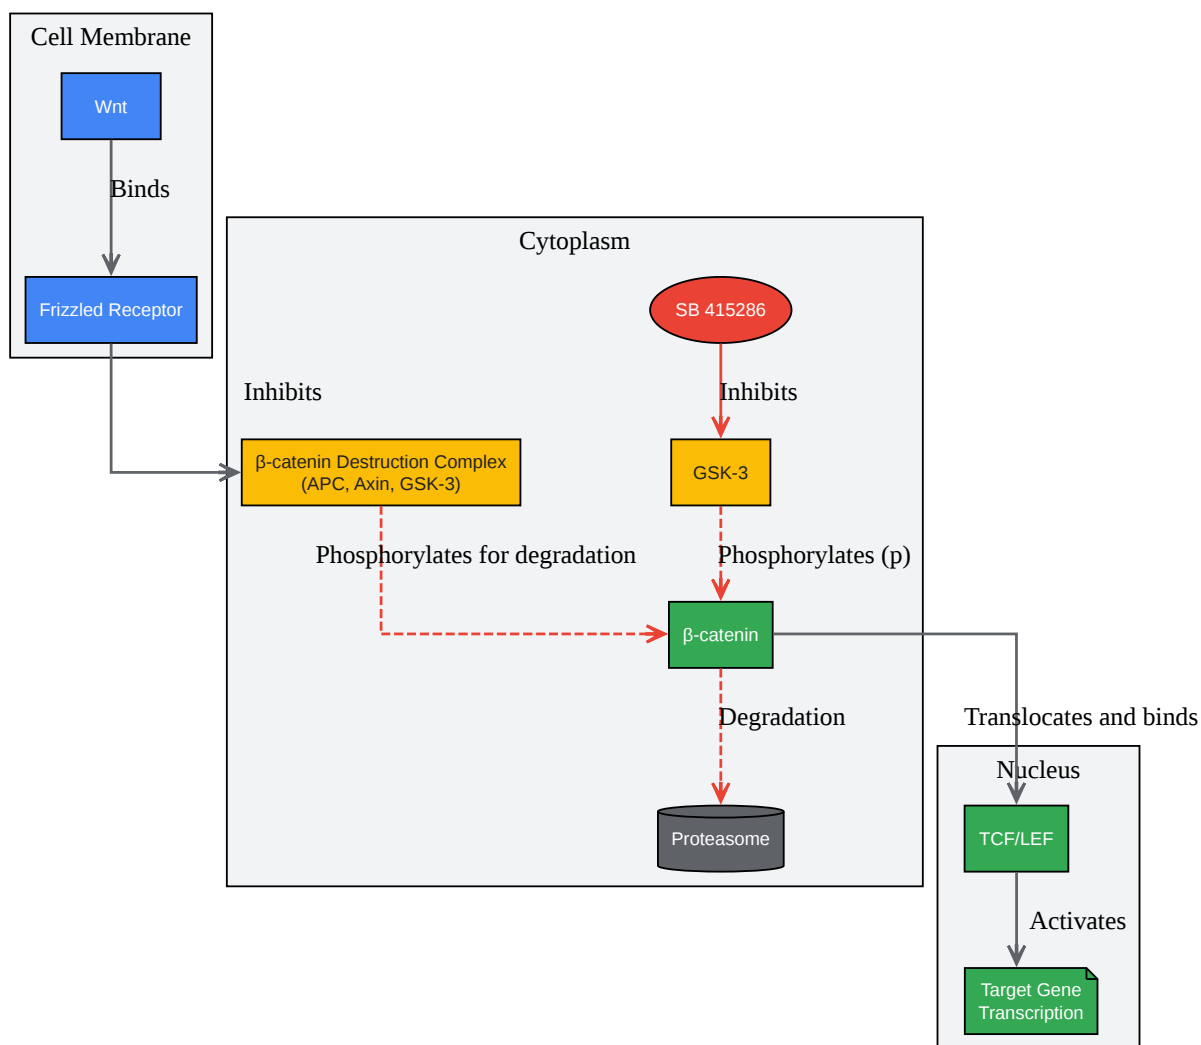 Cell Membrane
Wnt
Binds
Frizzled Receptor
Cytoplasm
SB 415286
Inhibits
Inhibits
β-catenin Destruction Complex
(APC, Axin, GSK-3)
GSK-3
Phosphorylates for degradation
Phosphorylates (p)
β-catenin
Degradation
Translocates and binds
Proteasome
Nucleus
TCF/LEF
Activates
Target Gene
Transcription